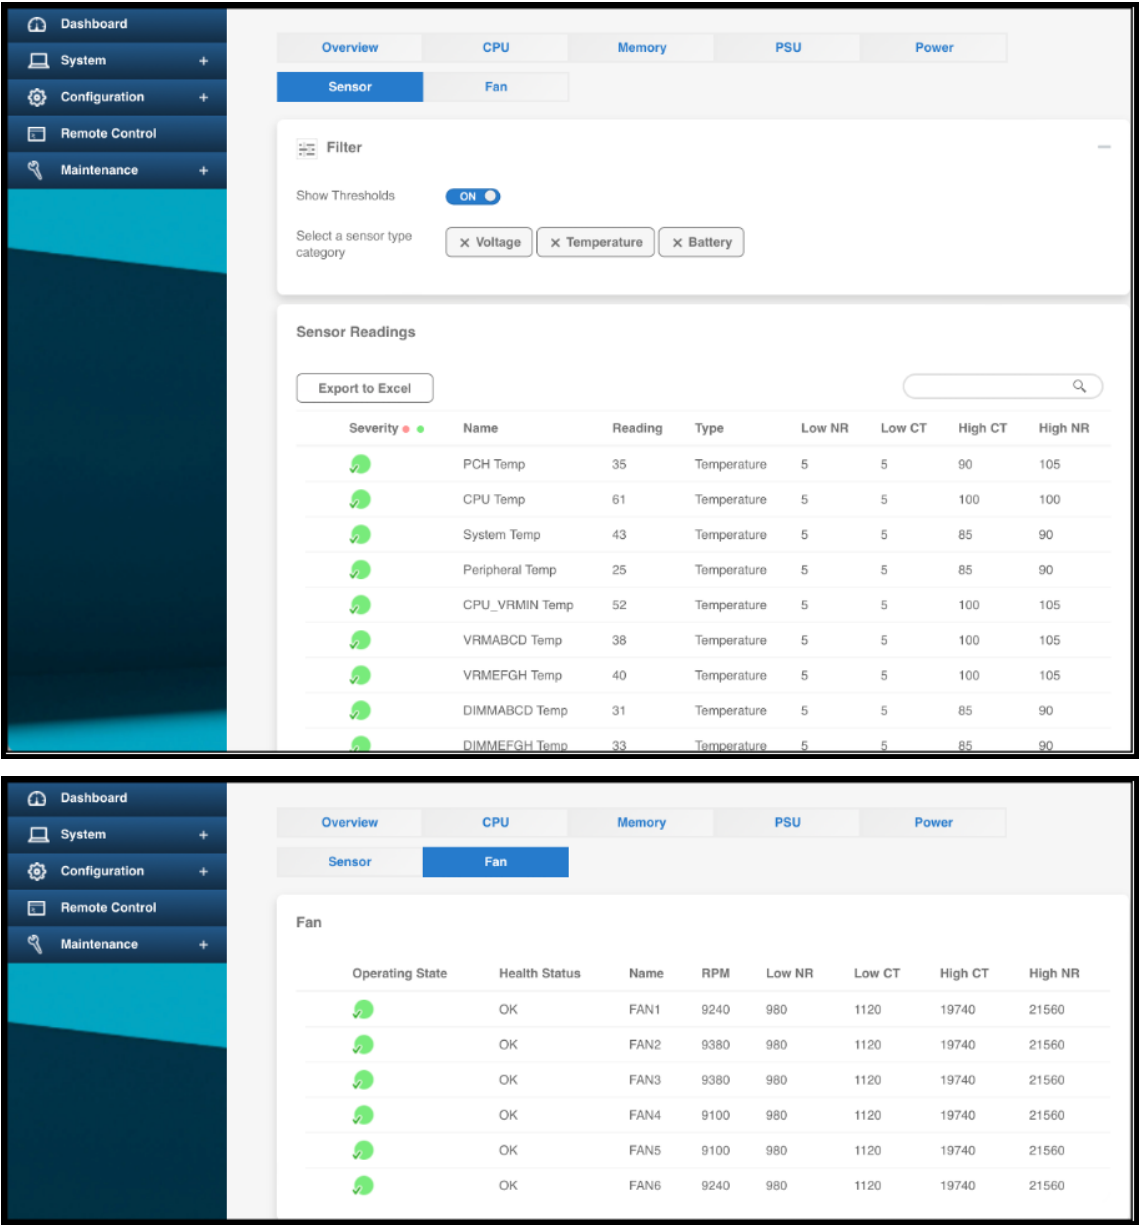 Dashboard
System +
Configuration +
Remote Control
Maintenance +
Overview CPU Memory PSU Power
Sensor Fan
Filter
Show Thresholds ON
Select a sensor type
category
× Voltage × Temperature × Battery
Sensor Readings
Export to Excel
Severity Name Reading Type Low NR Low CT High CT High NR
PCH Temp 35 Temperature 5 5 90 105
CPU Temp 61 Temperature 5 5 100 100
System Temp 43 Temperature 5 5 85 90
Peripheral Temp 25 Temperature 5 5 85 90
CPU_VRMIN Temp 52 Temperature 5 5 100 105
VRMABCD Temp 38 Temperature 5 5 100 105
VRMEFGH Temp 40 Temperature 5 5 100 105
DIMMABCD Temp 31 Temperature 5 5 85 90
DIMMEFGH Temp 33 Temperature 5 5 85 90
Dashboard
System +
Configuration +
Remote Control
Maintenance +
Overview CPU Memory PSU Power
Sensor Fan
Fan
Operating State Health Status Name RPM Low NR Low CT High CT High NR
OK FAN1 9240 980 1120 19740 21560
OK FAN2 9380 980 1120 19740 21560
OK FAN3 9380 980 1120 19740 21560
OK FAN4 9100 980 1120 19740 21560
OK FAN5 9100 980 1120 19740 21560
OK FAN6 9240 980 1120 19740 21560